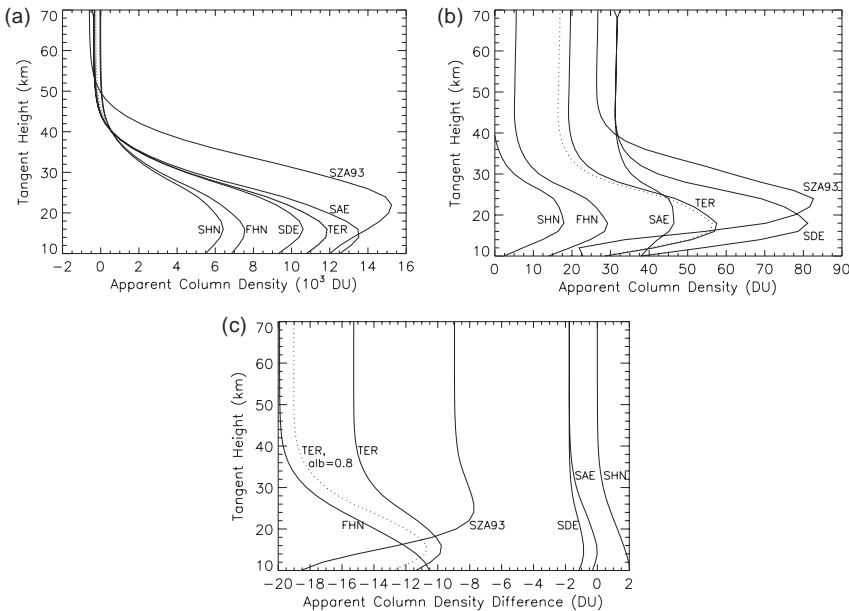 (a)
70
60
50
40
30
20
10
Tangent Height (km)
SZA93
SAE
SHN FHN SDE TER
-2 0 2 4 6 8 10 12 14 16
Apparent Column Density (10³ DU)
(b)
70
60
50
40
30
20
10
Tangent Height (km)
SZA93
TER
SHN FHN SAE
SDE
0 10 20 30 40 50 60 70 80 90
Apparent Column Density (DU)
(c)
70
60
50
40
30
20
10
Tangent Height (km)
TER, TER
alb=0.8
SAE SHN
FHN SZA93 SDE
-20 -18 -16 -14 -12 -10 -8 -6 -4 -2 0 2
Apparent Column Density Difference (DU)